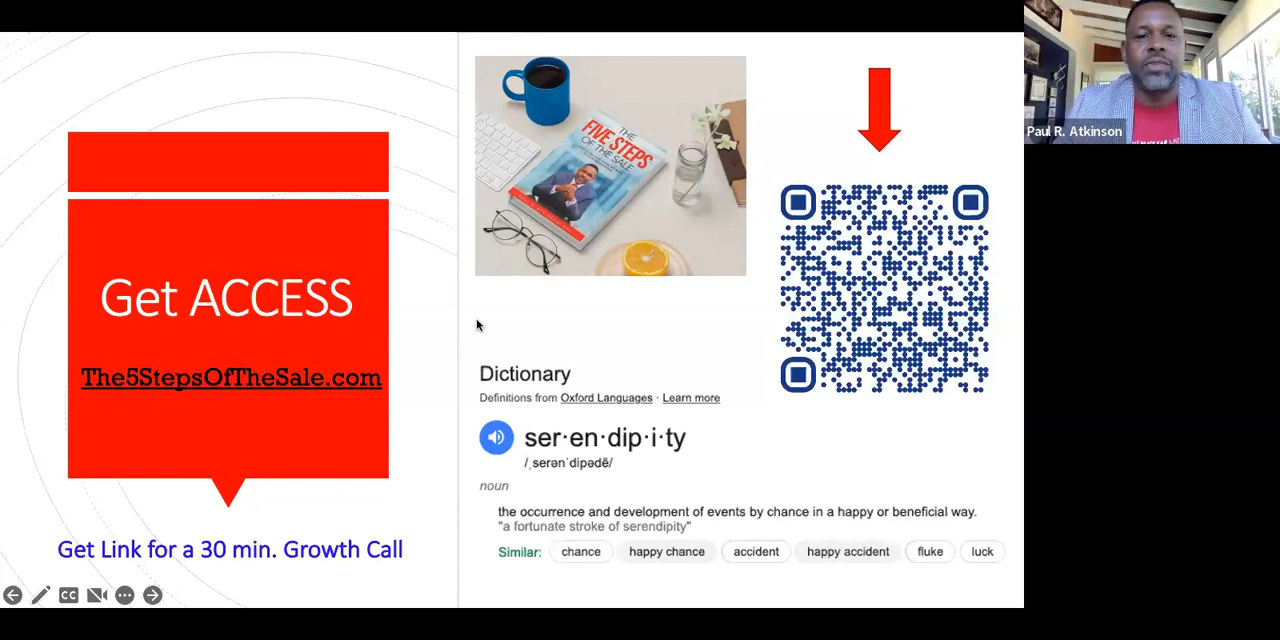 Get ACCESS
The5StepsOfTheSale.com
Get Link for a 30 min. Growth Call
THE
FIVE STEPS
OF THE SALE
Dictionary
Definitions from Oxford Languages · Learn more
ser·en·dip·i·ty
/ˌserənˈdipədē/
noun
the occurrence and development of events by chance in a happy or beneficial way.
"a fortunate stroke of serendipity"
Similar: chance happy chance accident happy accident fluke luck
CC
Paul R. Atkinson